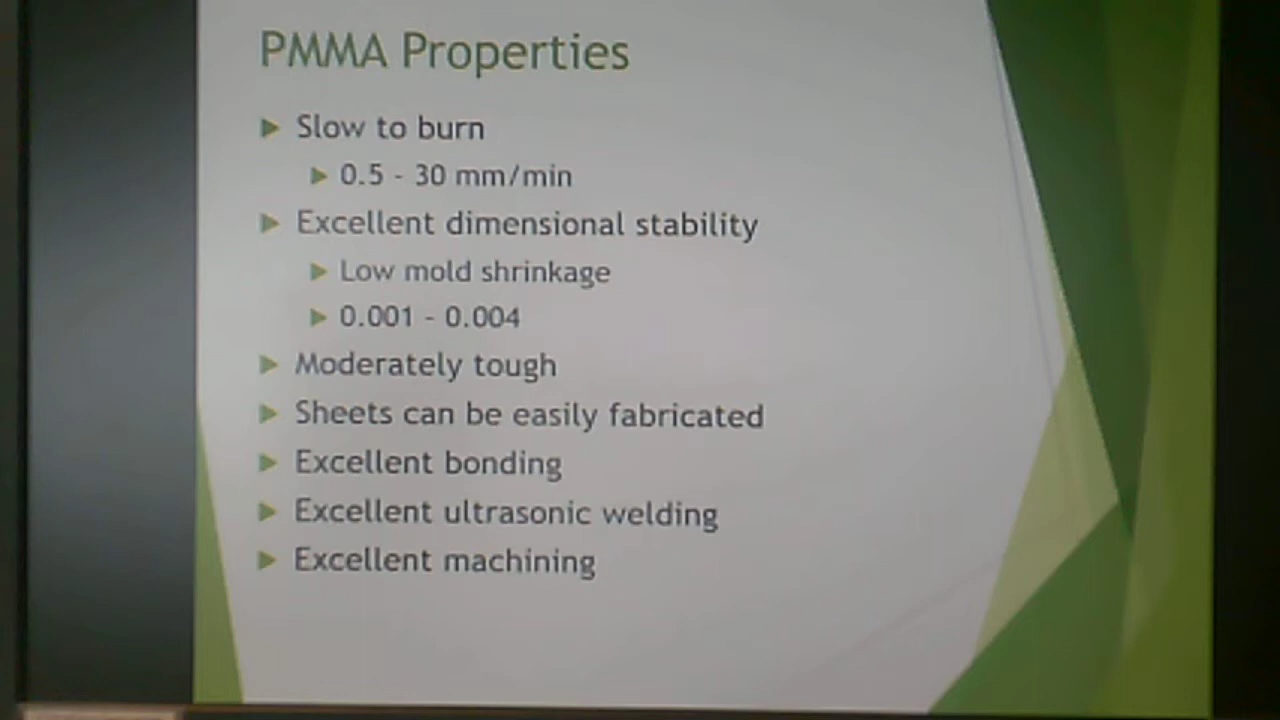 PMMA Properties
Slow to burn
0.5 - 30 mm/min
Excellent dimensional stability
Low mold shrinkage
0.001 - 0.004
Moderately tough
Sheets can be easily fabricated
Excellent bonding
Excellent ultrasonic welding
Excellent machining